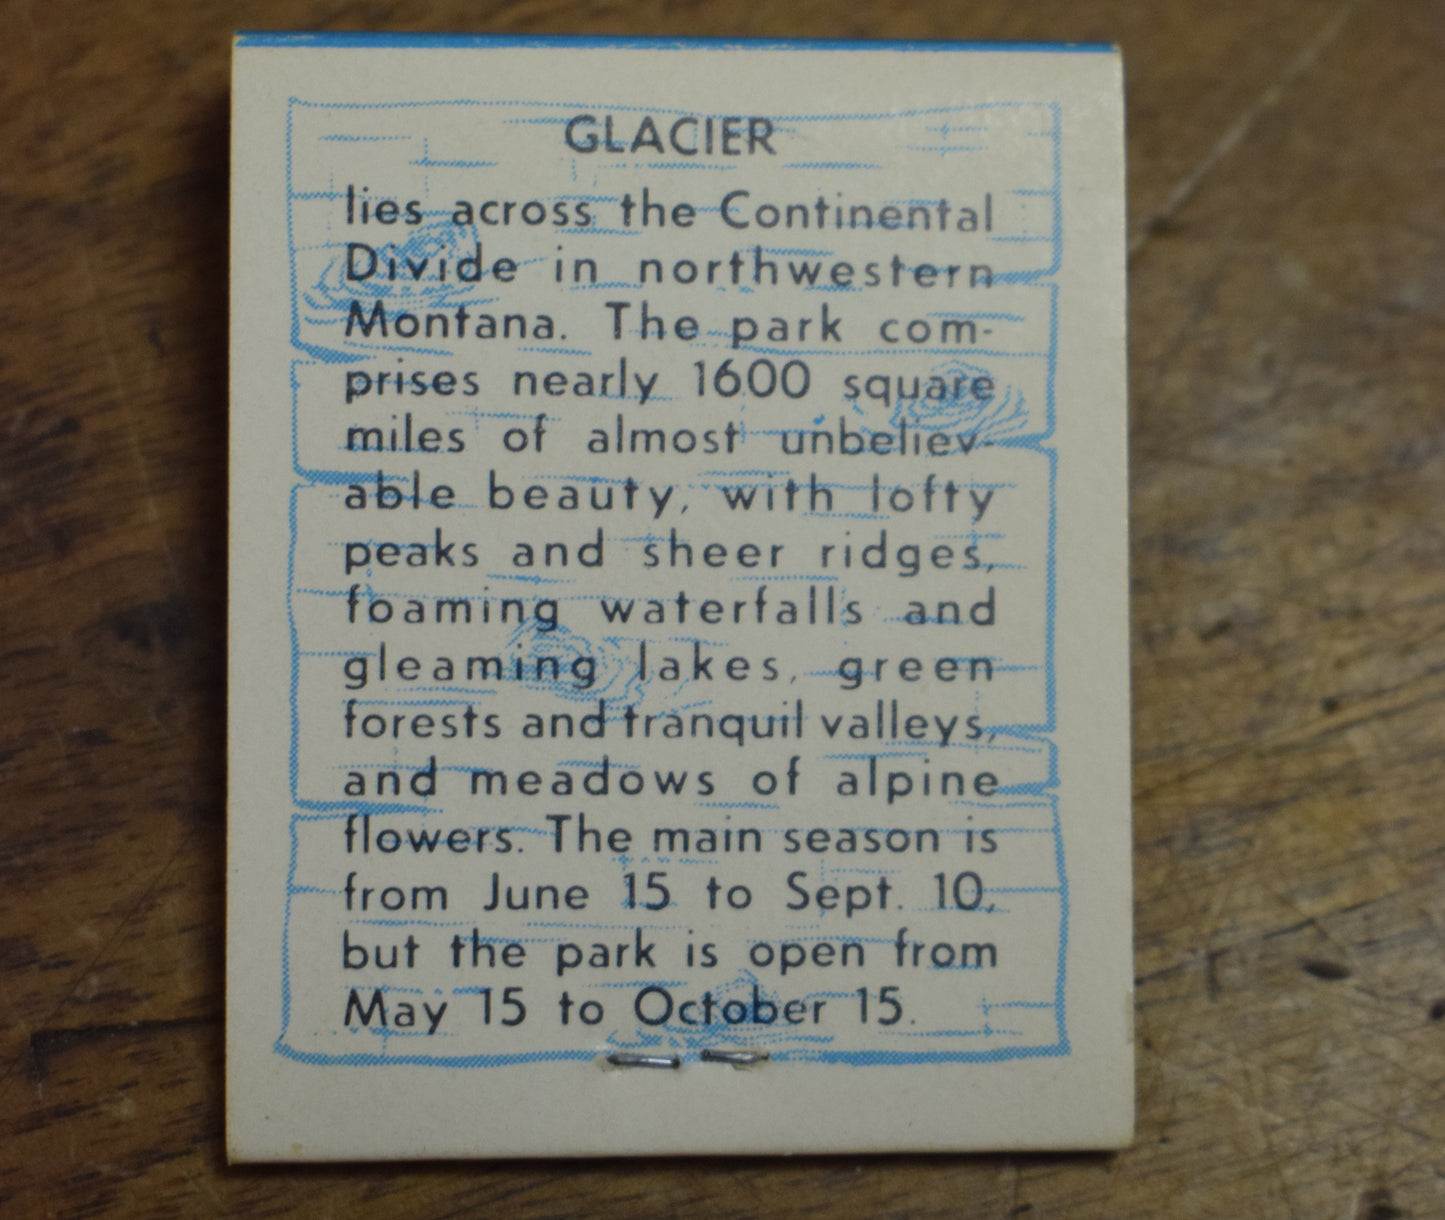 GLACIER
lies across the Continental
Divide in northwestern
Montana. The park com-
prises nearly 1600 square
miles of almost unbeliev-
able beauty, with lofty
peaks and sheer ridges,
foaming waterfalls and
gleaming lakes, green
forests and tranquil valleys,
and meadows of alpine
flowers. The main season is
from June 15 to Sept. 10,
but the park is open from
May 15 to October 15.